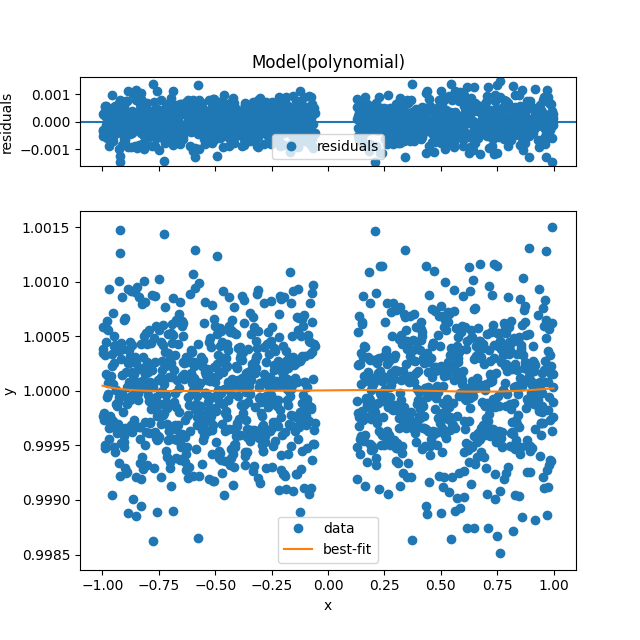 Model(polynomial)
residuals
0.001
0.000
−0.001
residuals
y
1.0015
1.0010
1.0005
1.0000
0.9995
0.9990
0.9985
data
best-fit
−1.00 −0.75 −0.50 −0.25 0.00 0.25 0.50 0.75 1.00
x